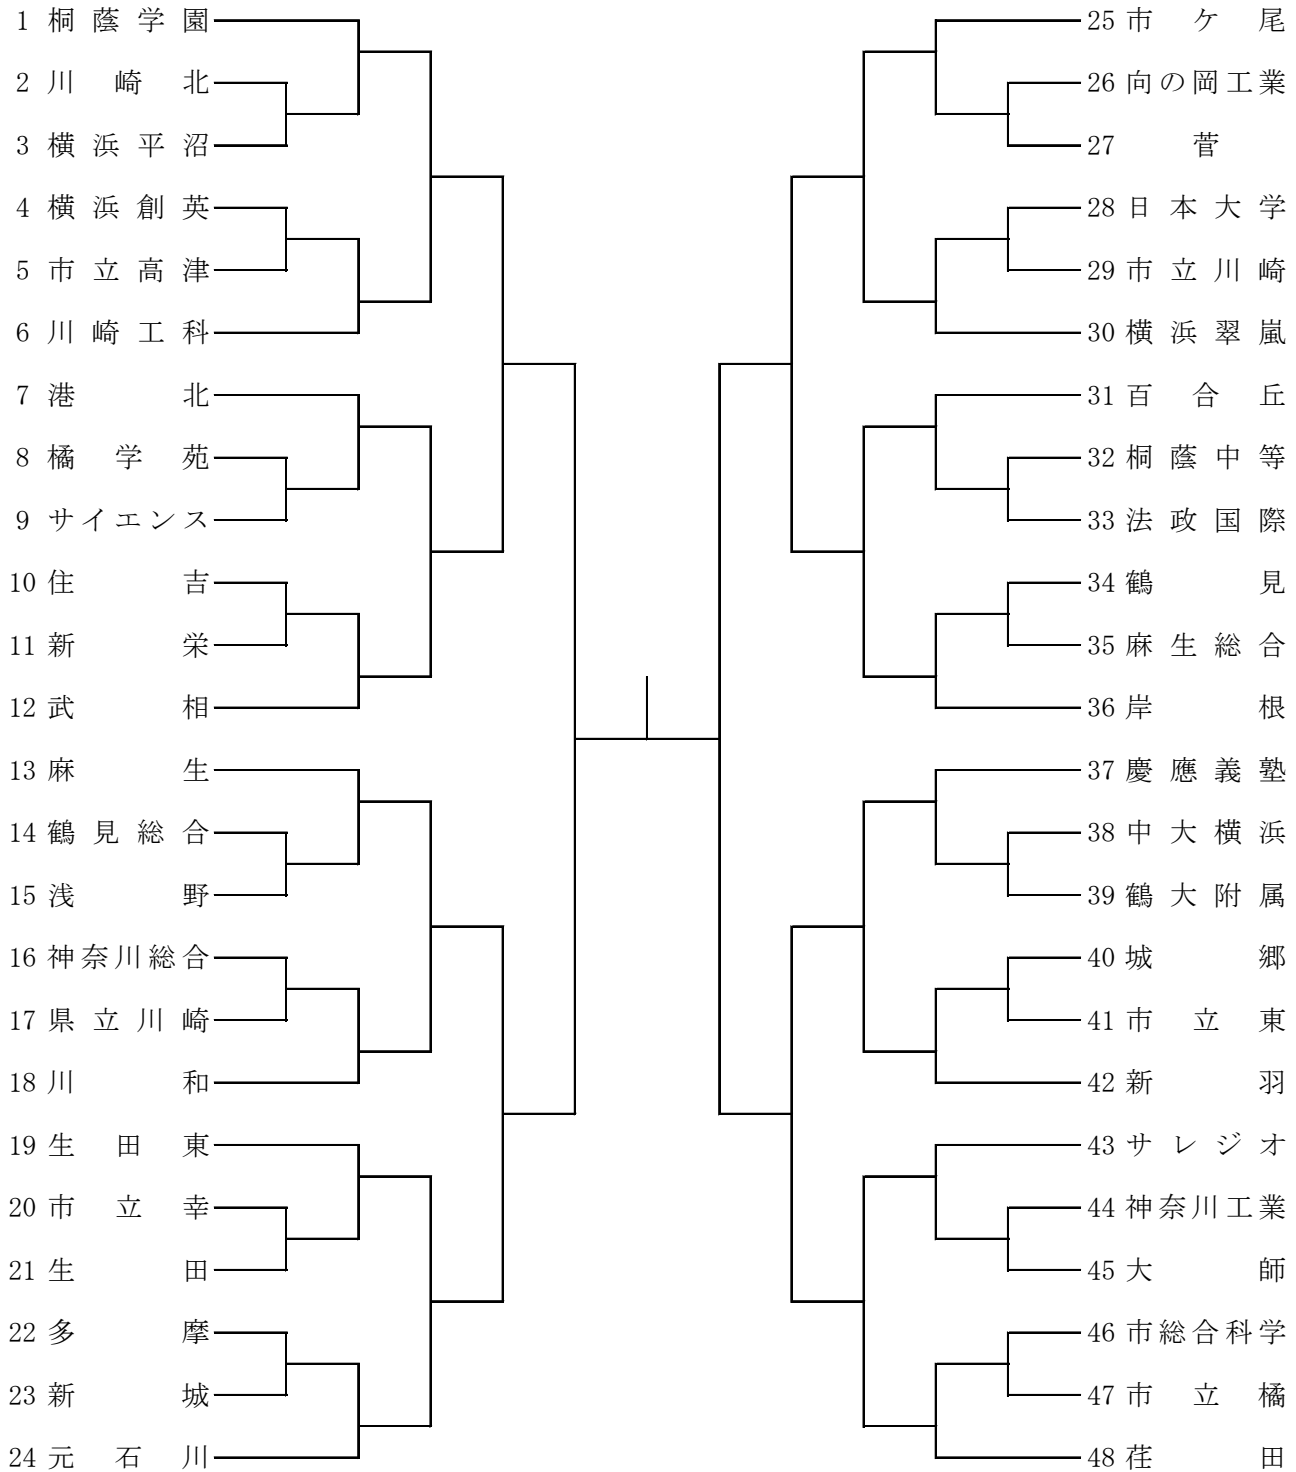 1 桐蔭学園
2 川崎北
3 横浜平沼
4 横浜創英
5 市立高津
6 川崎工科
7 港北
8 橘学苑
9 サイエンス
10 住吉
11 新栄
12 武相
13 麻生
14 鶴見総合
15 浅野
16 神奈川総合
17 県立川崎
18 川和
19 生田東
20 市立幸
21 生田
22 多摩
23 新城
24 元石川
25 市ケ尾
26 向の岡工業
27 菅
28 日本大学
29 市立川崎
30 横浜翠嵐
31 百合丘
32 桐蔭中等
33 法政国際
34 鶴見
35 麻生総合
36 岸根
37 慶應義塾
38 中大横浜
39 鶴大附属
40 城郷
41 市立東
42 新羽
43 サレジオ
44 神奈川工業
45 大師
46 市総合科学
47 市立橘
48 荏田